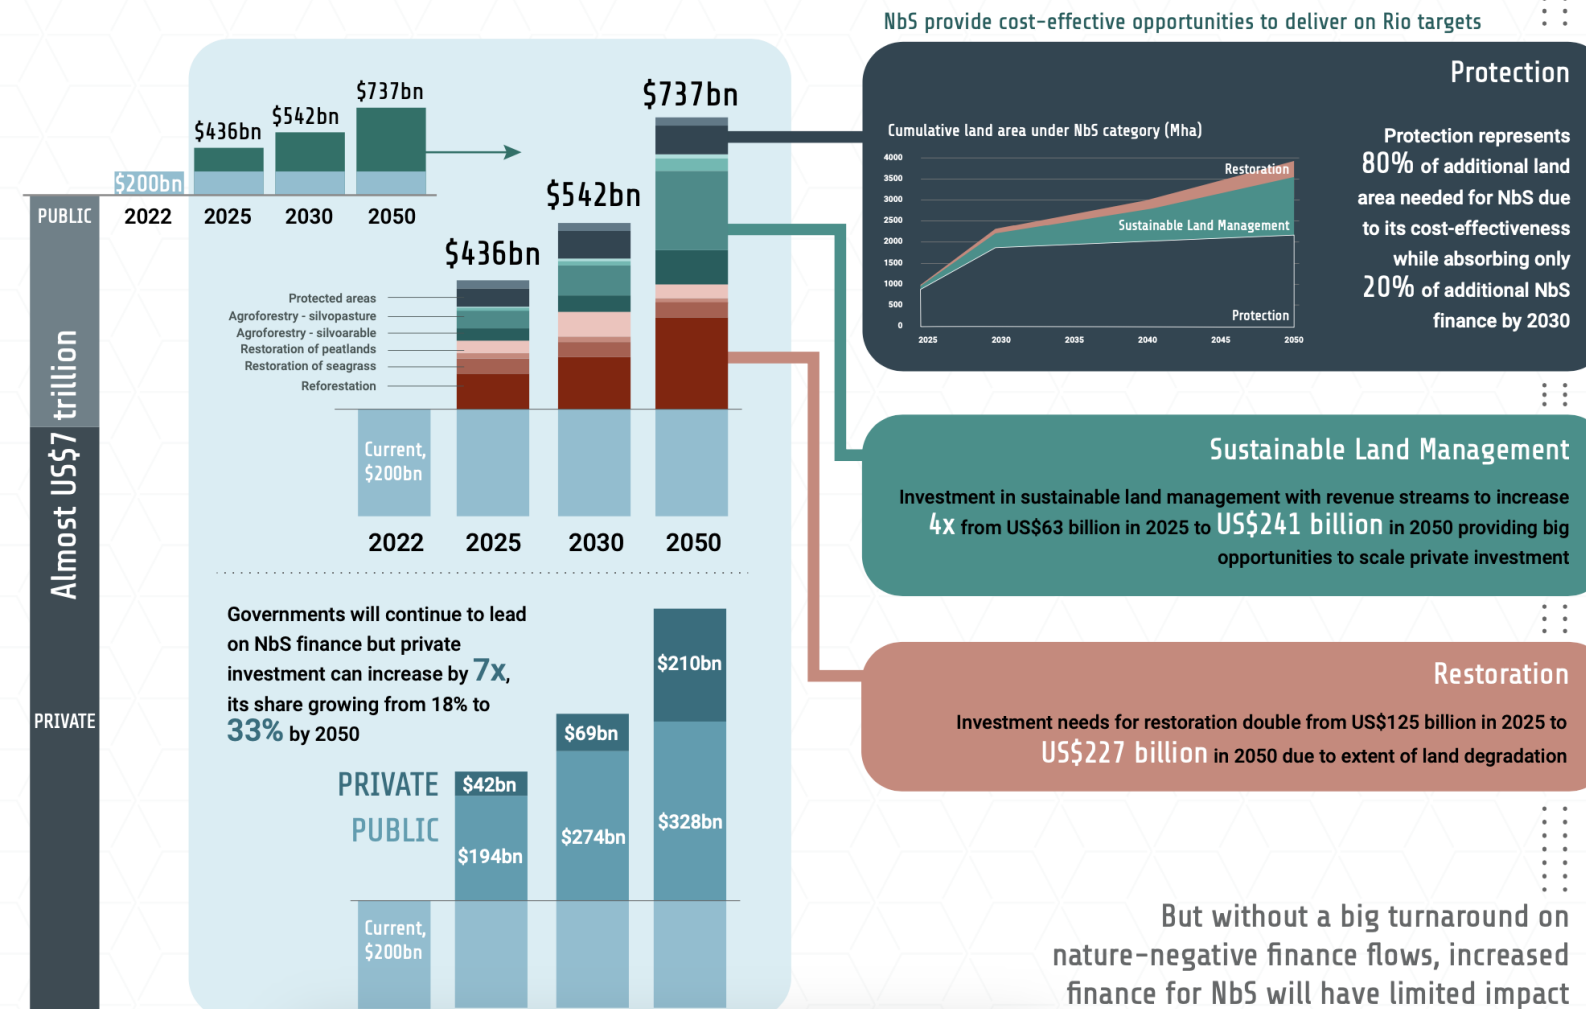 NbS provide cost-effective opportunities to deliver on Rio targets
$200bn
$436bn
$542bn
$737bn
PUBLIC
2022
2025
2030
2050
Almost US$7 trillion
PRIVATE
$436bn
$542bn
$737bn
Protected areas
Agroforestry - silvopasture
Agroforestry - silvoarable
Restoration of peatlands
Restoration of seagrass
Reforestation
Current,
$200bn
2022
2025
2030
2050
Governments will continue to lead
on NbS finance but private
investment can increase by 7x,
its share growing from 18% to
33% by 2050
PRIVATE
PUBLIC
$42bn
$194bn
$69bn
$274bn
$210bn
$328bn
Current,
$200bn
Protection
Cumulative land area under NbS category (Mha)
4000
3500
3000
2500
2000
1500
1000
500
0
Restoration
Sustainable Land Management
Protection
2025
2030
2035
2040
2045
2050
Protection represents
80% of additional land
area needed for NbS due
to its cost-effectiveness
while absorbing only
20% of additional NbS
finance by 2030
Sustainable Land Management
Investment in sustainable land management with revenue streams to increase
4x from US$63 billion in 2025 to US$241 billion in 2050 providing big
opportunities to scale private investment
Restoration
Investment needs for restoration double from US$125 billion in 2025 to
US$227 billion in 2050 due to extent of land degradation
But without a big turnaround on
nature-negative finance flows, increased
finance for NbS will have limited impact